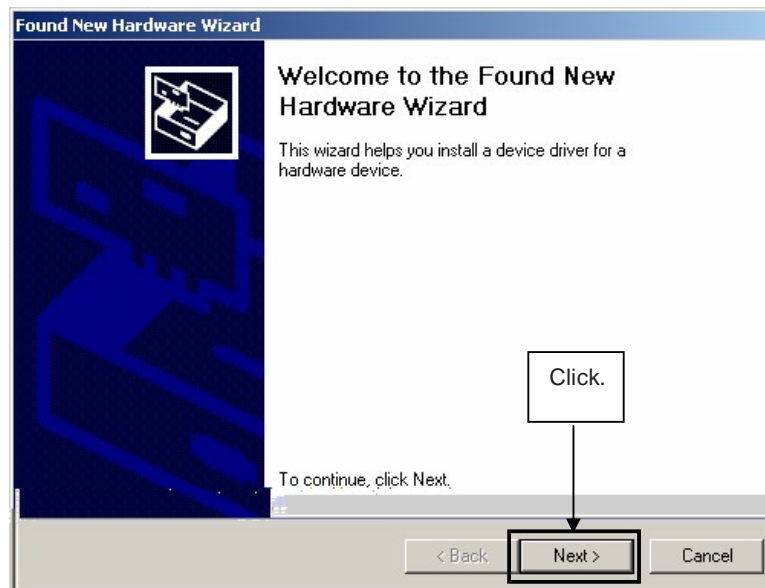 Found New Hardware Wizard
Welcome to the Found New
Hardware Wizard
This wizard helps you install a device driver for a
hardware device.
Click.
To continue, click Next.
< Back
Next >
Cancel